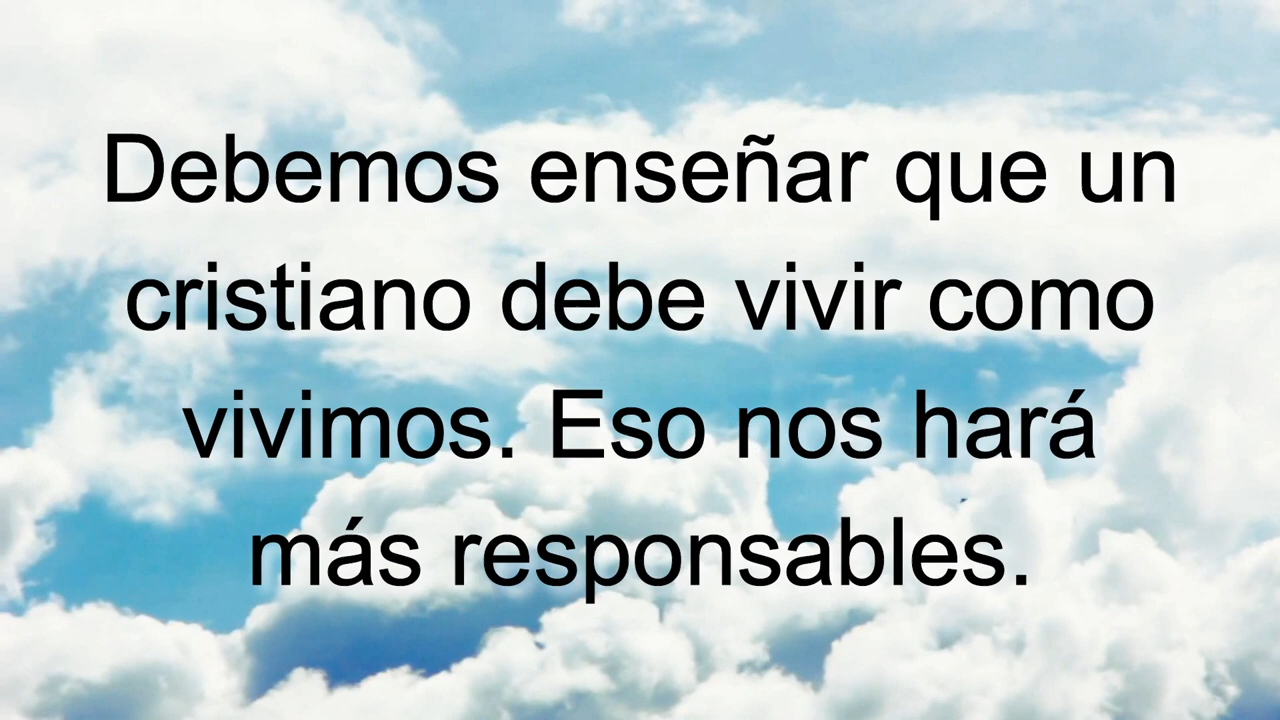 Debemos enseñar que un
cristiano debe vivir como
vivimos. Eso nos hará
más responsables.